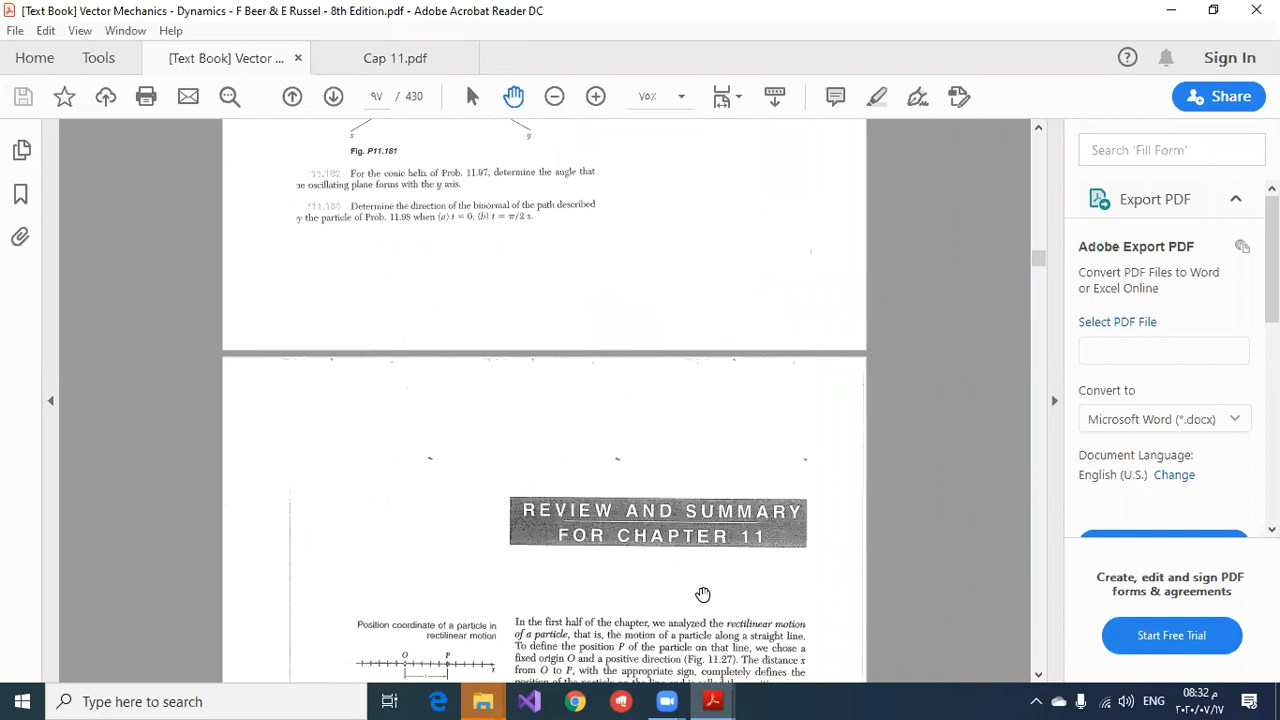 [Text Book] Vector Mechanics - Dynamics - F Beer & E Russel - 8th Edition.pdf - Adobe Acrobat Reader DC
File Edit View Window Help
Home Tools [Text Book] Vector ... Cap 11.pdf Sign In
٩٧ / 430 ٧٥% Share
x y
Fig. P11.181
For the conic helix of Prob. 11.97, determine the angle that
oscillating plane forms with the y axis.
Determine the direction of the binormal of the path described
y the particle of Prob. 11.98 when (a) t = 0, (b) t = π/2 s.
REVIEW AND SUMMARY
FOR CHAPTER 11
Position coordinate of a particle in
rectilinear motion
O P
x
In the first half of the chapter, we analyzed the rectilinear motion
of a particle, that is, the motion of a particle along a straight line.
To define the position P of the particle on that line, we chose a
fixed origin O and a positive direction (Fig. 11.27). The distance x
from O to P, with the appropriate sign, completely defines the
Search 'Fill Form'
Export PDF
Adobe Export PDF
Convert PDF Files to Word
or Excel Online
Select PDF File
Convert to
Microsoft Word (*.docx)
Document Language:
English (U.S.) Change
Create, edit and sign PDF
forms & agreements
Start Free Trial
Type here to search
ENG
08:32 م